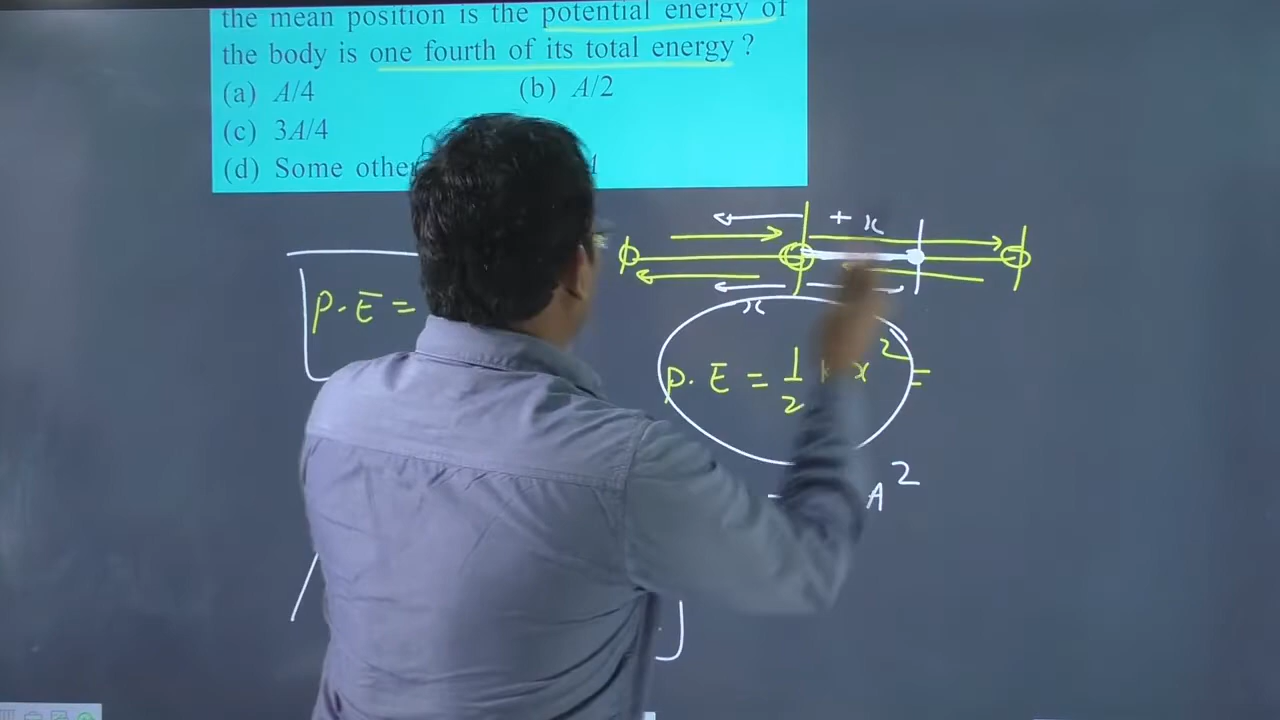 the mean position is the potential energy of
the body is one fourth of its total energy ?
(a) A/4 (b) A/2
(c) 3A/4
(d) Some other
+ x
x
P.E =
P.E = 1/2 x² =
A²